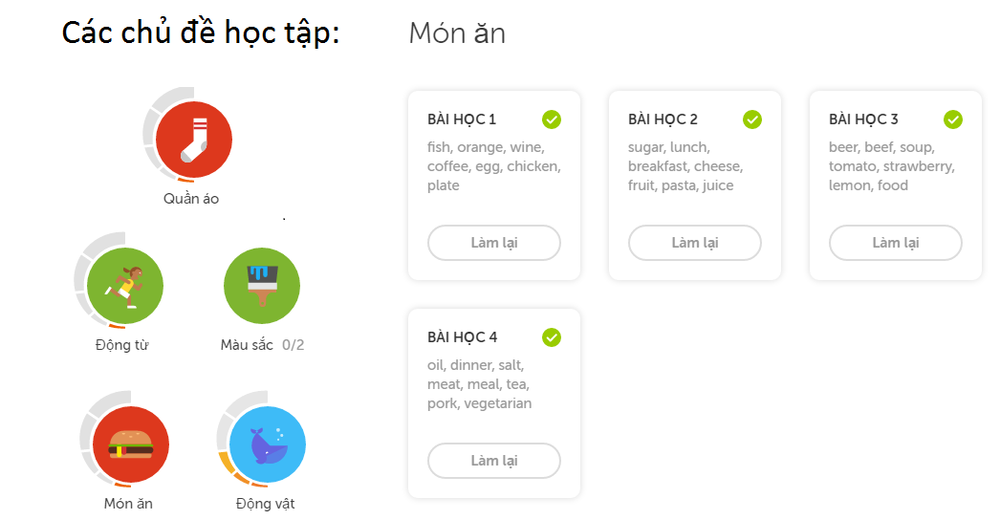 Các chủ đề học tập:
Quần áo
.
Động từ
Màu sắc 0/2
Món ăn
Động vật
Món ăn
BÀI HỌC 1
fish, orange, wine,
coffee, egg, chicken,
plate
Làm lại
BÀI HỌC 2
sugar, lunch,
breakfast, cheese,
fruit, pasta, juice
Làm lại
BÀI HỌC 3
beer, beef, soup,
tomato, strawberry,
lemon, food
Làm lại
BÀI HỌC 4
oil, dinner, salt,
meat, meal, tea,
pork, vegetarian
Làm lại